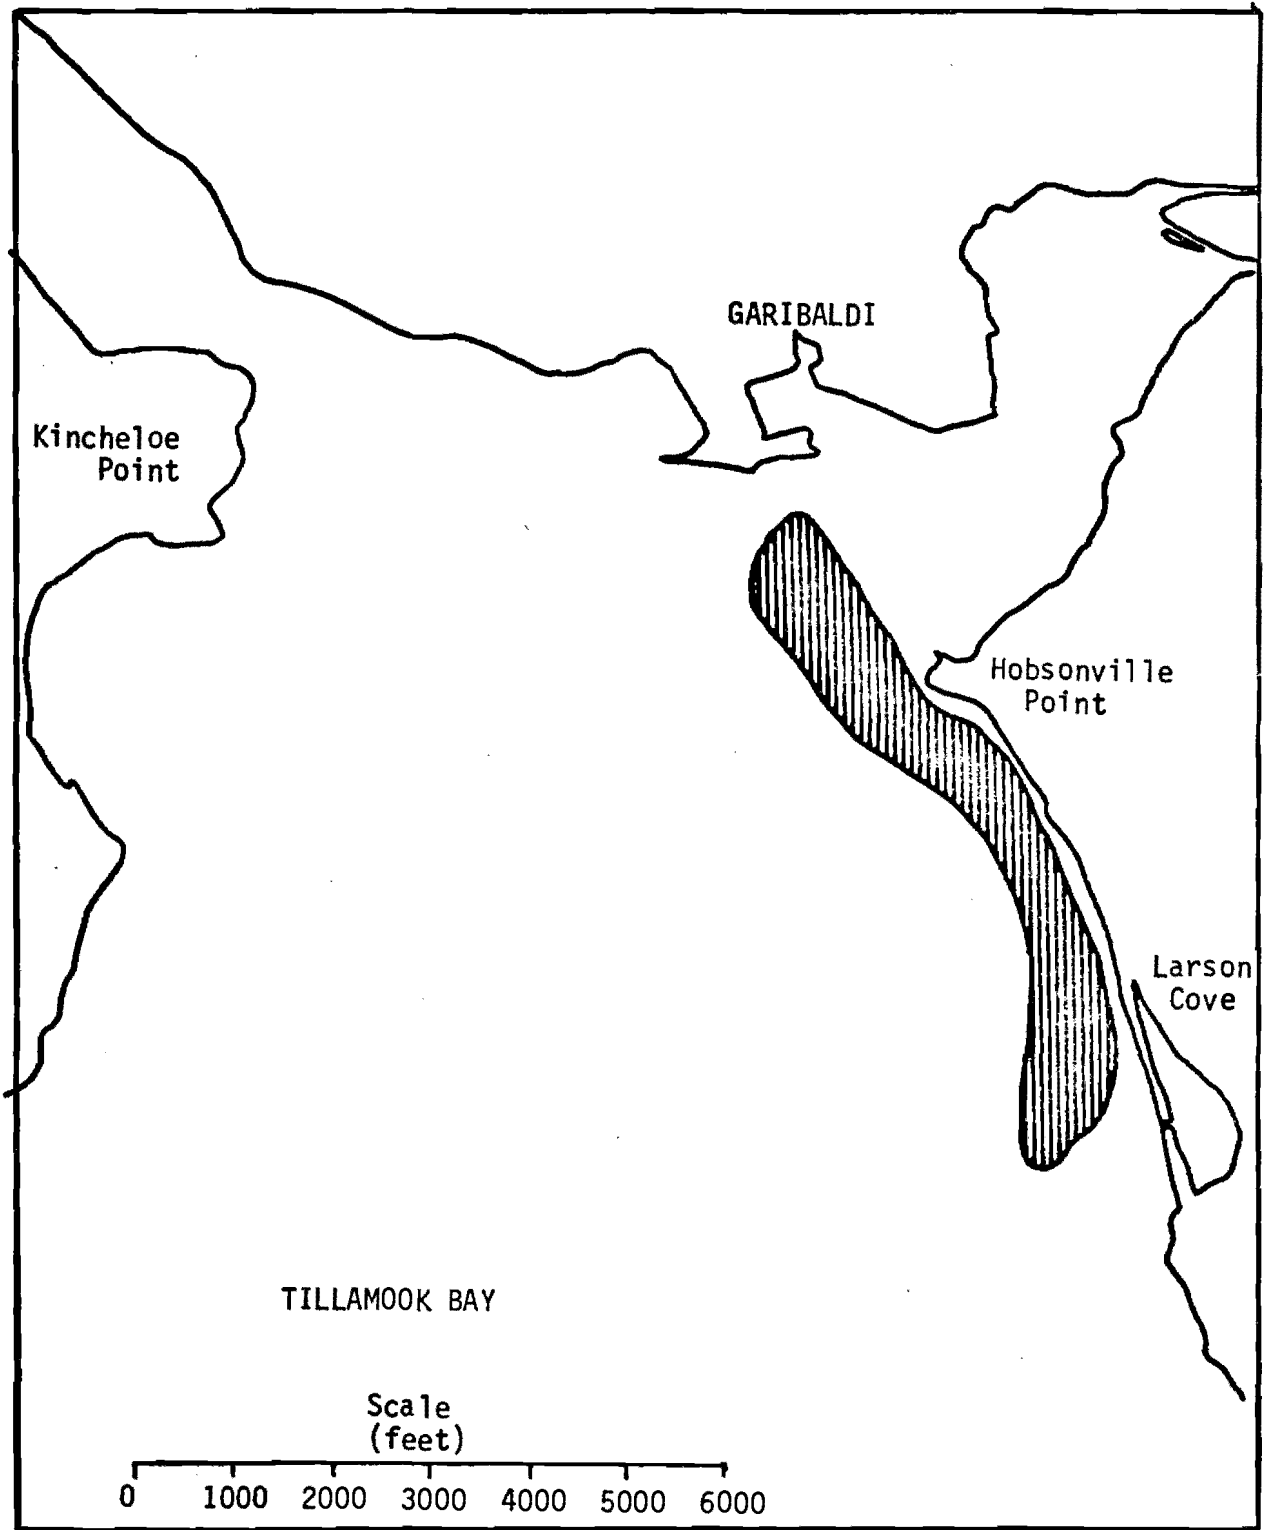 GARIBALDI
Kincheloe
Point
Hobsonville
Point
Larson
Cove
TILLAMOOK BAY
Scale
(feet)
0 1000 2000 3000 4000 5000 6000